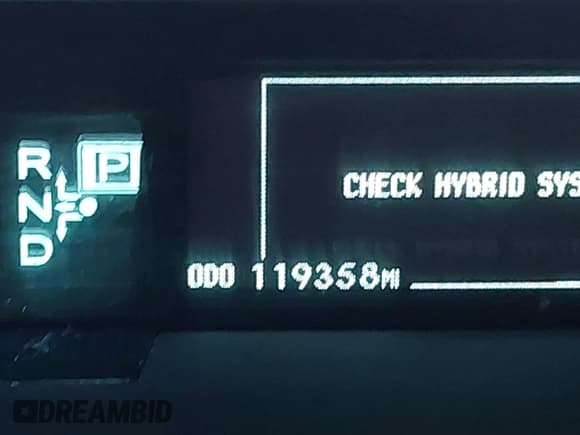 R
P
N
D
CHECK HYBRID SYS
ODO 119358MI
DREAMBID